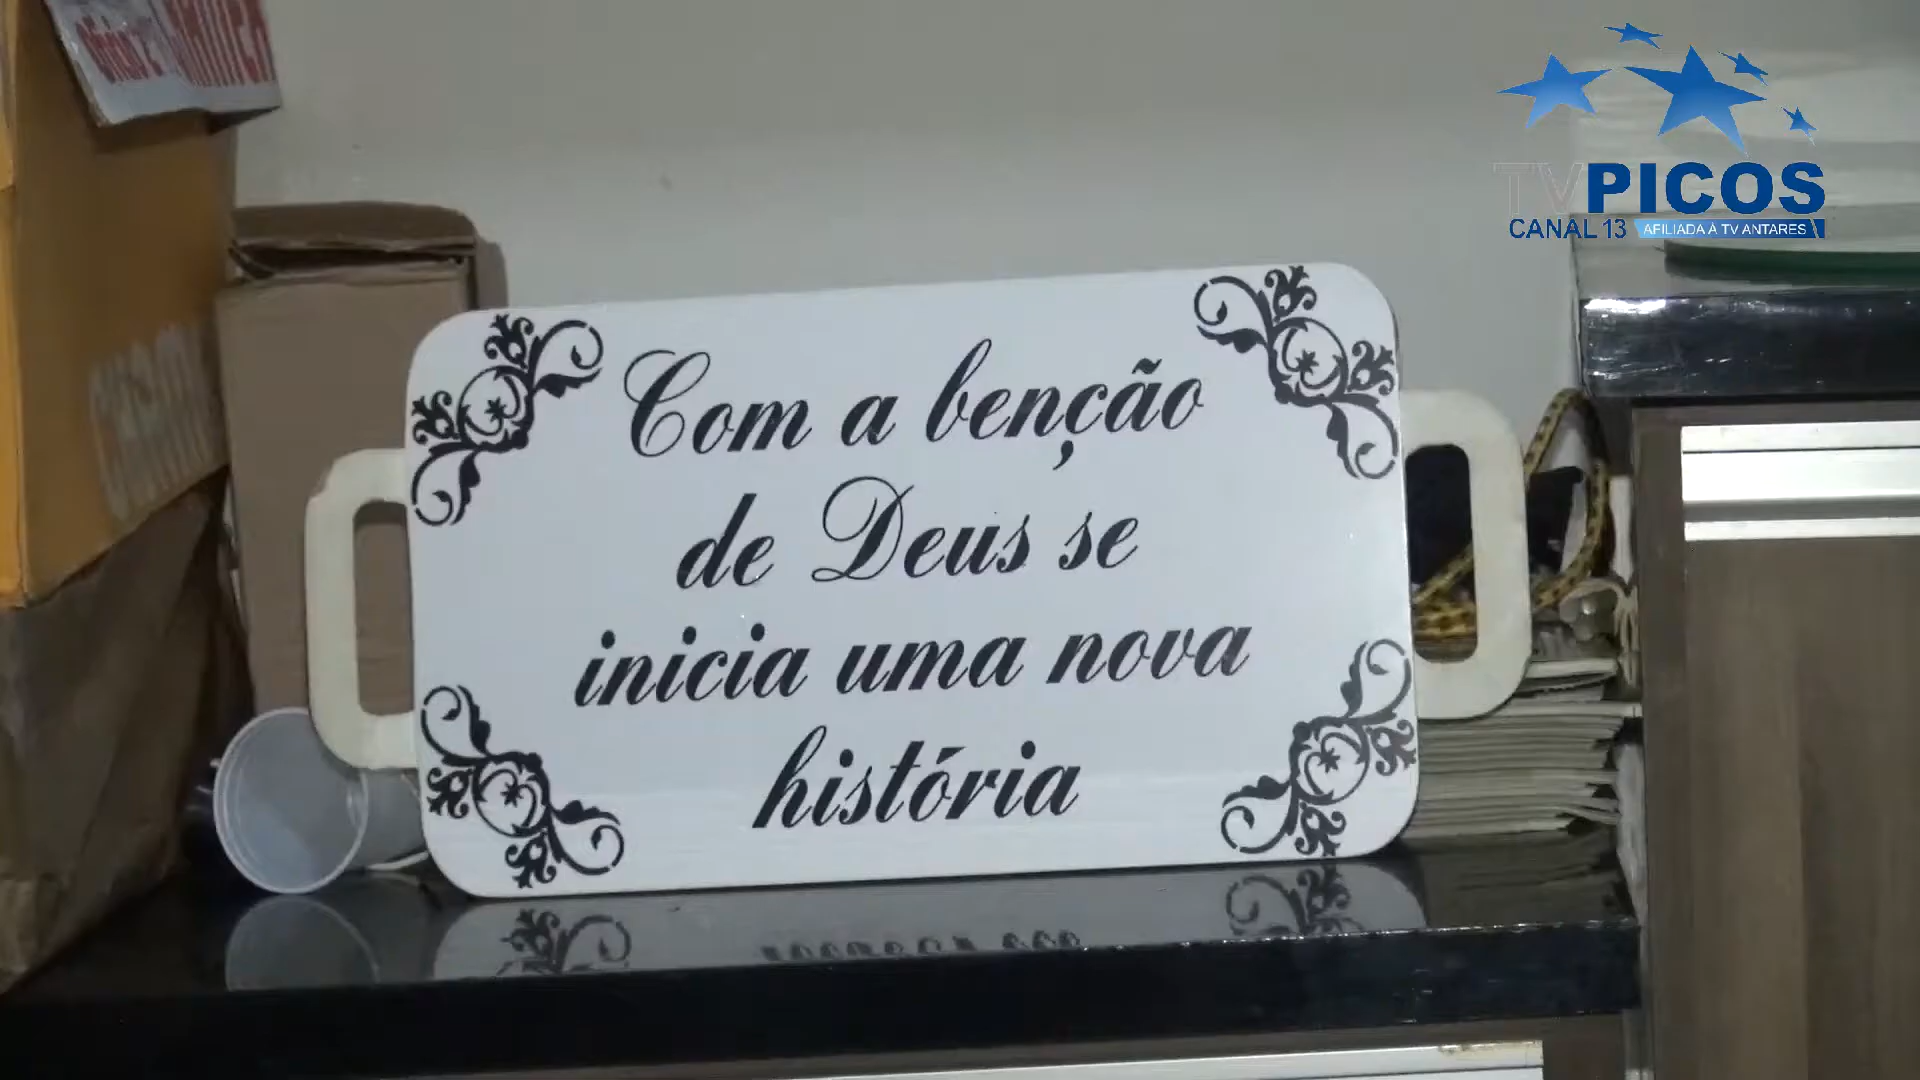 TVPICOS
CANAL 13 AFILIADA À TV ANTARES
Com a benção
de Deus se
inicia uma nova
história